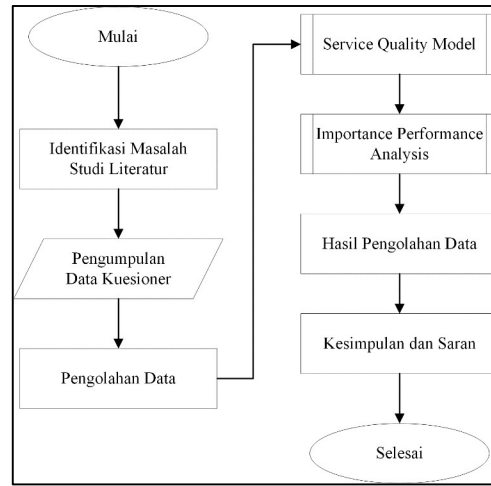 Mulai
Identifikasi Masalah
Studi Literatur
Pengumpulan
Data Kuesioner
Pengolahan Data
Service Quality Model
Importance Performance
Analysis
Hasil Pengolahan Data
Kesimpulan dan Saran
Selesai